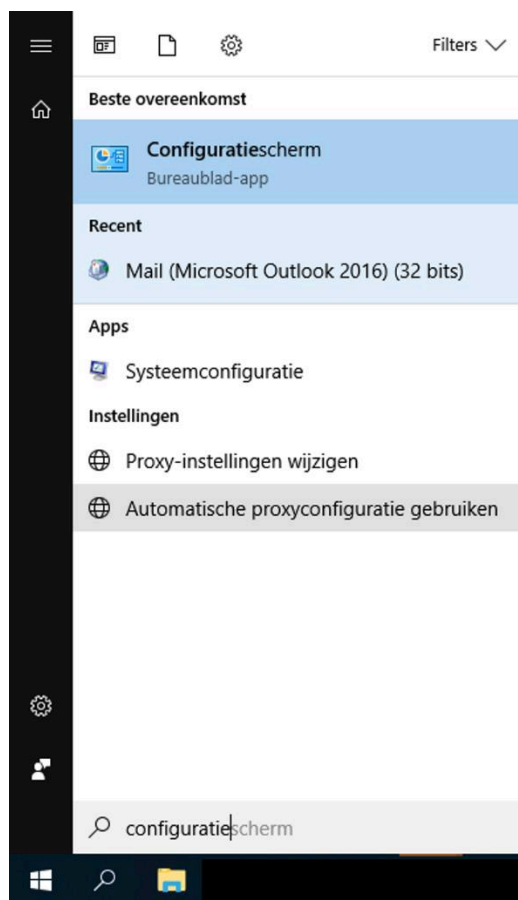 Filters
Beste overeenkomst
Configuratiescherm
Bureaublad-app
Recent
Mail (Microsoft Outlook 2016) (32 bits)
Apps
Systeemconfiguratie
Instellingen
Proxy-instellingen wijzigen
Automatische proxyconfiguratie gebruiken
configuratiescherm